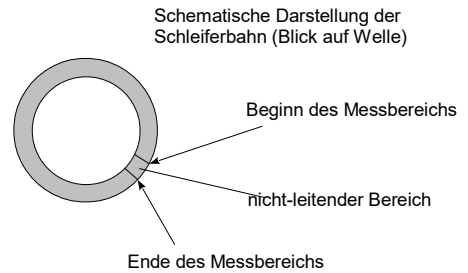 Schematische Darstellung der
Schleiferbahn (Blick auf Welle)
Beginn des Messbereichs
nicht-leitender Bereich
Ende des Messbereichs